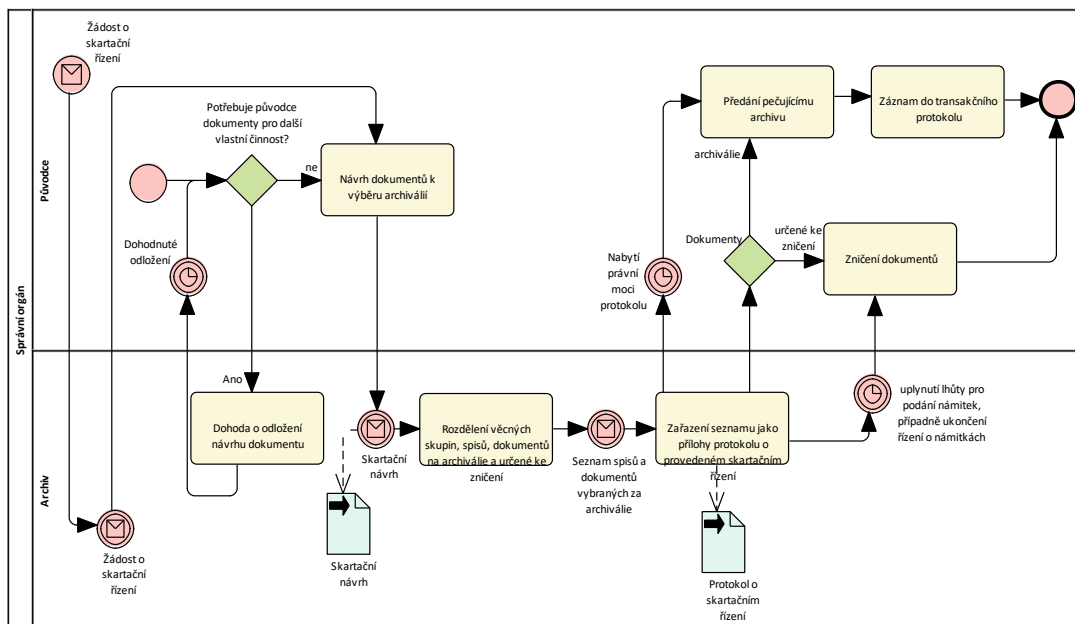 Správní orgán
Původce
Žádost o
skartační
řízení
Potřebuje původce
dokumenty pro další
vlastní činnost?
ne
Návrh dokumentů k
výběru archiválií
Dohodnuté
odložení
Předání pečujícímu
archivu
Záznam do transakčního
protokolu
archiválie
Dokumenty
určené ke
zničení
Zničení dokumentů
Nabytí
právní
moci
protokolu
Archiv
Ano
Dohoda o odložení
návrhu dokumentu
Skartační
návrh
Rozdělení věcných
skupin, spisů, dokumentů
na archiválie a určené ke
zničení
Seznam spisů a
dokumentů
vybraných za
archiválie
Zařazení seznamu jako
přílohy protokolu o
provedeném skartačním
řízení
uplynutí lhůty pro
podání námitek,
případně ukončení
řízení o námitkách
Žádost o
skartační
řízení
Skartační
návrh
Protokol o
skartačním
řízení